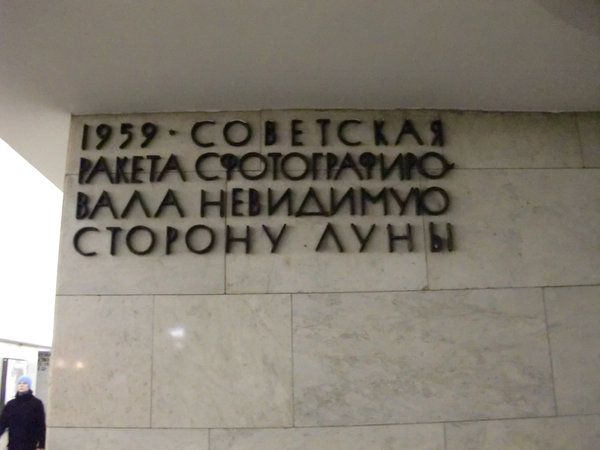 1959 · СОВЕТСКАЯ
РАКЕТА СФОТОГРАФИРО-
ВАЛА НЕВИДИМУЮ
СТОРОНУ ЛУНЫ